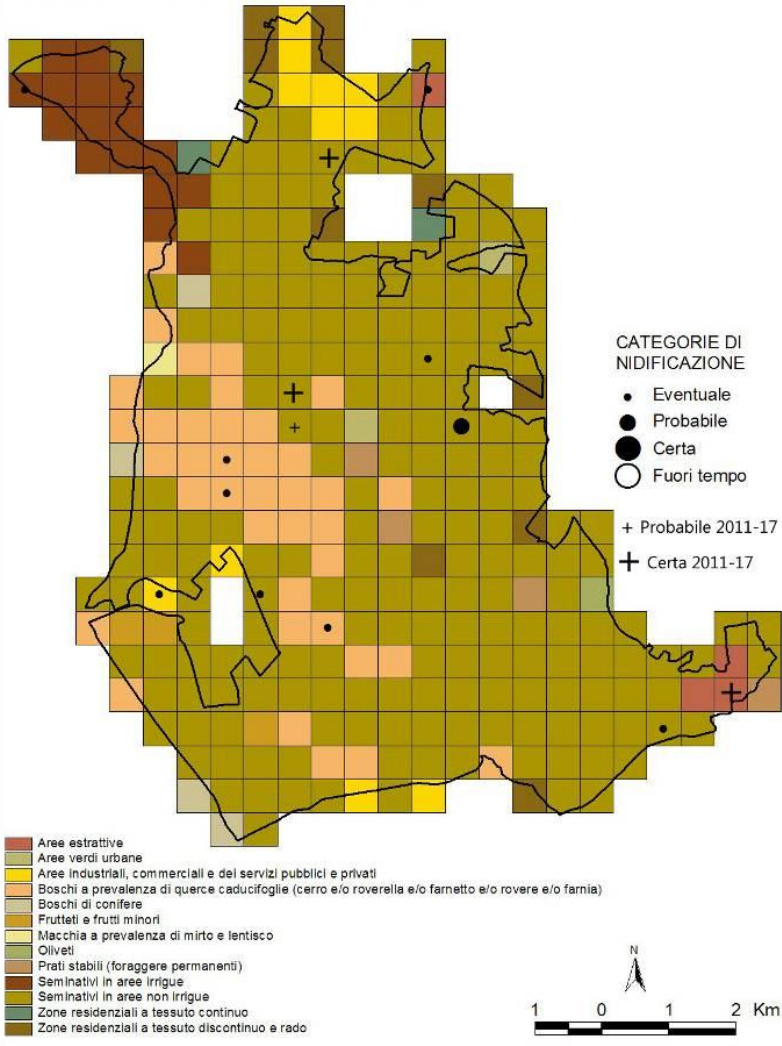 CATEGORIE DI
NIDIFICAZIONE
Eventuale
Probabile
Certa
Fuori tempo
Probabile 2011-17
Certa 2011-17
Aree estrattive
Aree verdi urbane
Aree industriali, commerciali e dei servizi pubblici e privati
Boschi a prevalenza di querce caducifoglie (cerro e/o roverella e/o farnetto e/o rovere e/o farnia)
Boschi di conifere
Frutteti e frutti minori
Macchia a prevalenza di mirto e lentisco
Oliveti
Prati stabili (foraggere permanenti)
Seminativi in aree irrigue
Seminativi in aree non irrigue
Zone residenziali a tessuto continuo
Zone residenziali a tessuto discontinuo e rado
N
1 0 1 2 Km